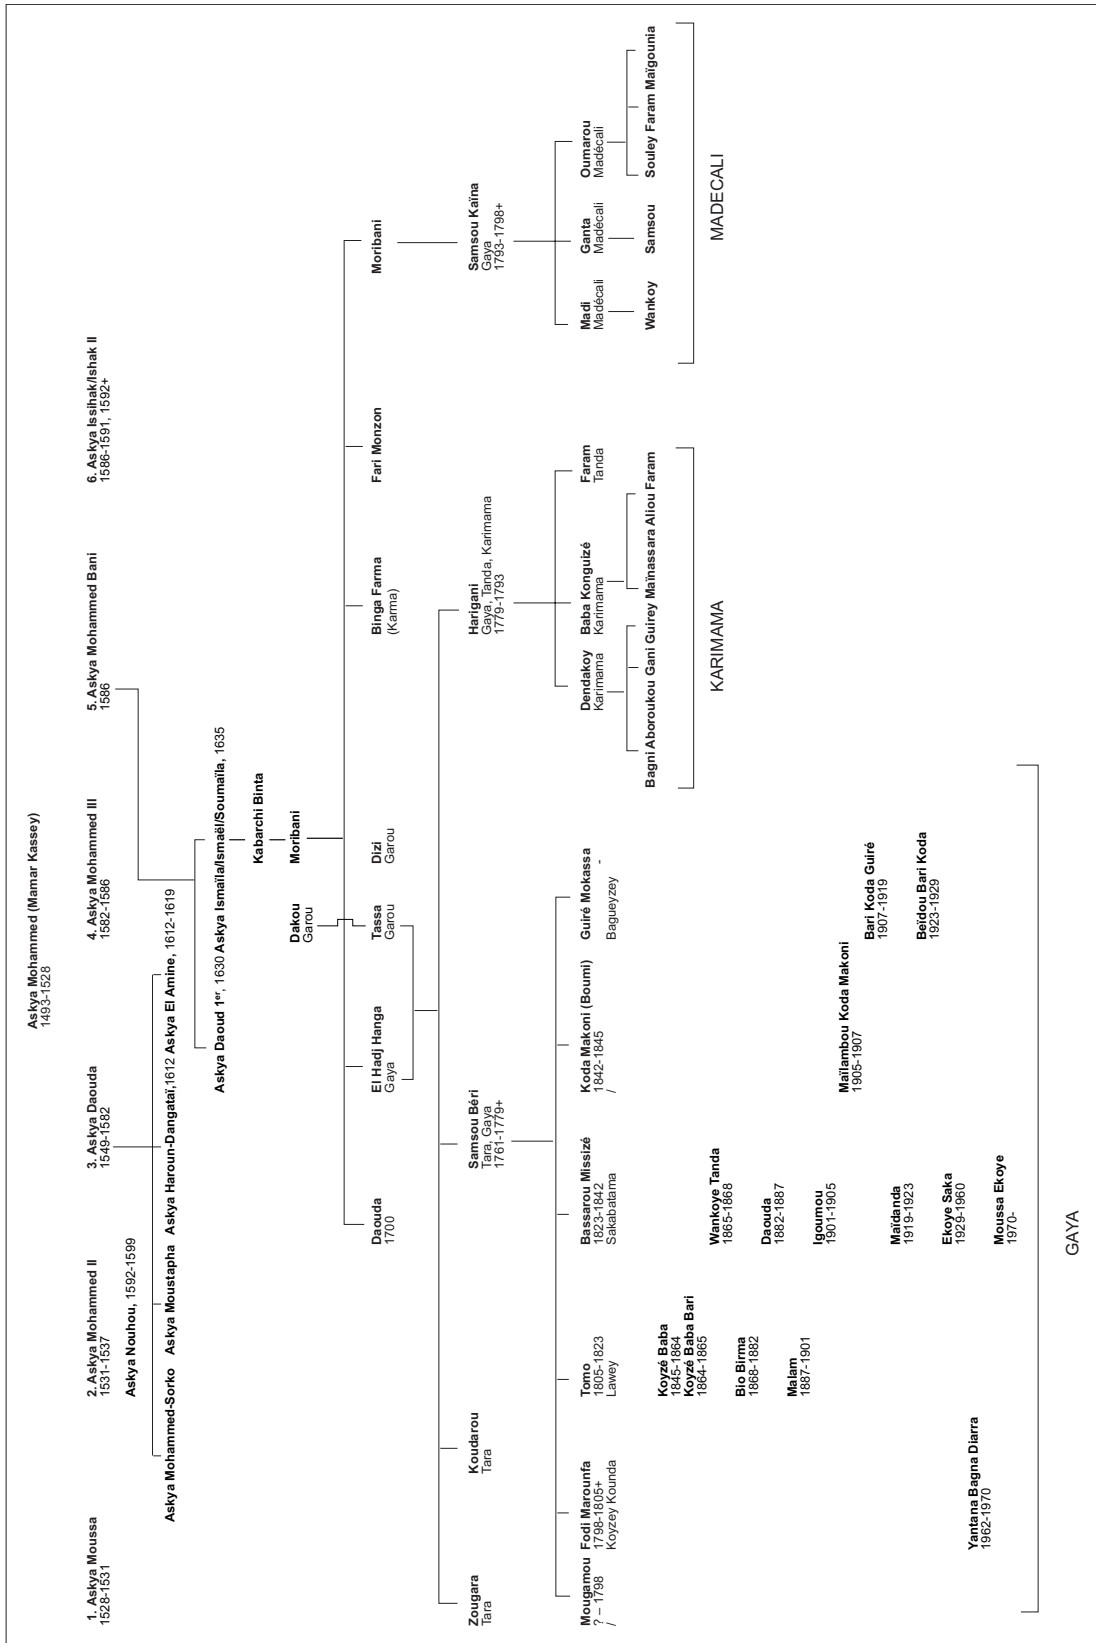 Askya Mohammed (Mamar Kassey)
1493-1528
1. Askya Moussa
1528-1531
2. Askya Mohammed II
1531-1537
3. Askya Daouda
1549-1582
4. Askya Mohammed III
1582-1586
5. Askya Mohammed Bani
1586
6. Askya Issihak/Ishak II
1586-1591, 1592+
Askya Nouhou, 1592-1599
Askya Mohammed-Sorko Askya Moustapha Askya Haroun-Dangataï,1612 Askya El Amine, 1612-1619
Askya Daoud 1er, 1630 Askya Ismaïla/Ismaël/Soumaïla, 1635
Kabarchi Binta
Dakou
Garou
Moribani
Daouda
1700
El Hadj Hanga
Gaya
Tassa
Garou
Dizi
Garou
Binga Farma
(Karma)
Fari Monzon
Moribani
Zougara
Tara
Koudarou
Tara
Samsou Béri
Tara, Gaya
1761-1779+
Harigani
Gaya, Tanda, Karimama
1779-1793
Samsou Kaïna
Gaya
1793-1798+
Mougamou
? – 1798
/
Fodi Marounfa
1798-1805+
Koyzey Kounda
Tomo
1805-1823
Lawey
Bassarou Missizé
1823-1842
Sakabatama
Koda Makoni (Boumi)
1842-1845
/
Guiré Mokassa
-
Bagueyzey
Dendakoy
Karimama
Baba Konguizé
Karimama
Faram
Tanda
Madi
Madécali
Ganta
Madécali
Oumarou
Madécali
Bagni Aboroukou Gani Guirey Maïnassara Aliou Faram
Wankoy
Samsou
Souley Faram Maïgounia
Koyzé Baba
1845-1864
Koyzé Baba Bari
1864-1865
Wankoye Tanda
1865-1868
Bio Birma
1868-1882
Daouda
1882-1887
Malam
1887-1901
Igoumou
1901-1905
Maïlambou Koda Makoni
1905-1907
Bari Koda Guiré
1907-1919
Maïdanda
1919-1923
Beïdou Bari Koda
1923-1929
Ekoye Saka
1929-1960
Yantana Bagna Diarra
1962-1970
Moussa Ekoye
1970-
GAYA
KARIMAMA
MADECALI